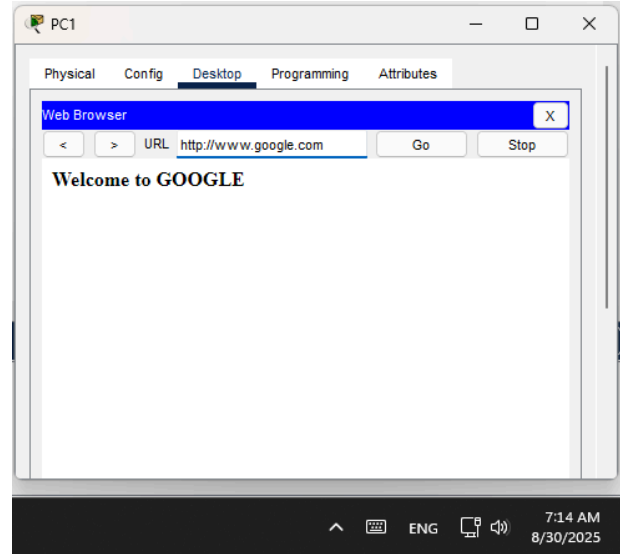 PC1
Physical Config Desktop Programming Attributes
Web Browser X
< > URL http://www.google.com Go Stop
Welcome to GOOGLE
ENG 7:14 AM
8/30/2025